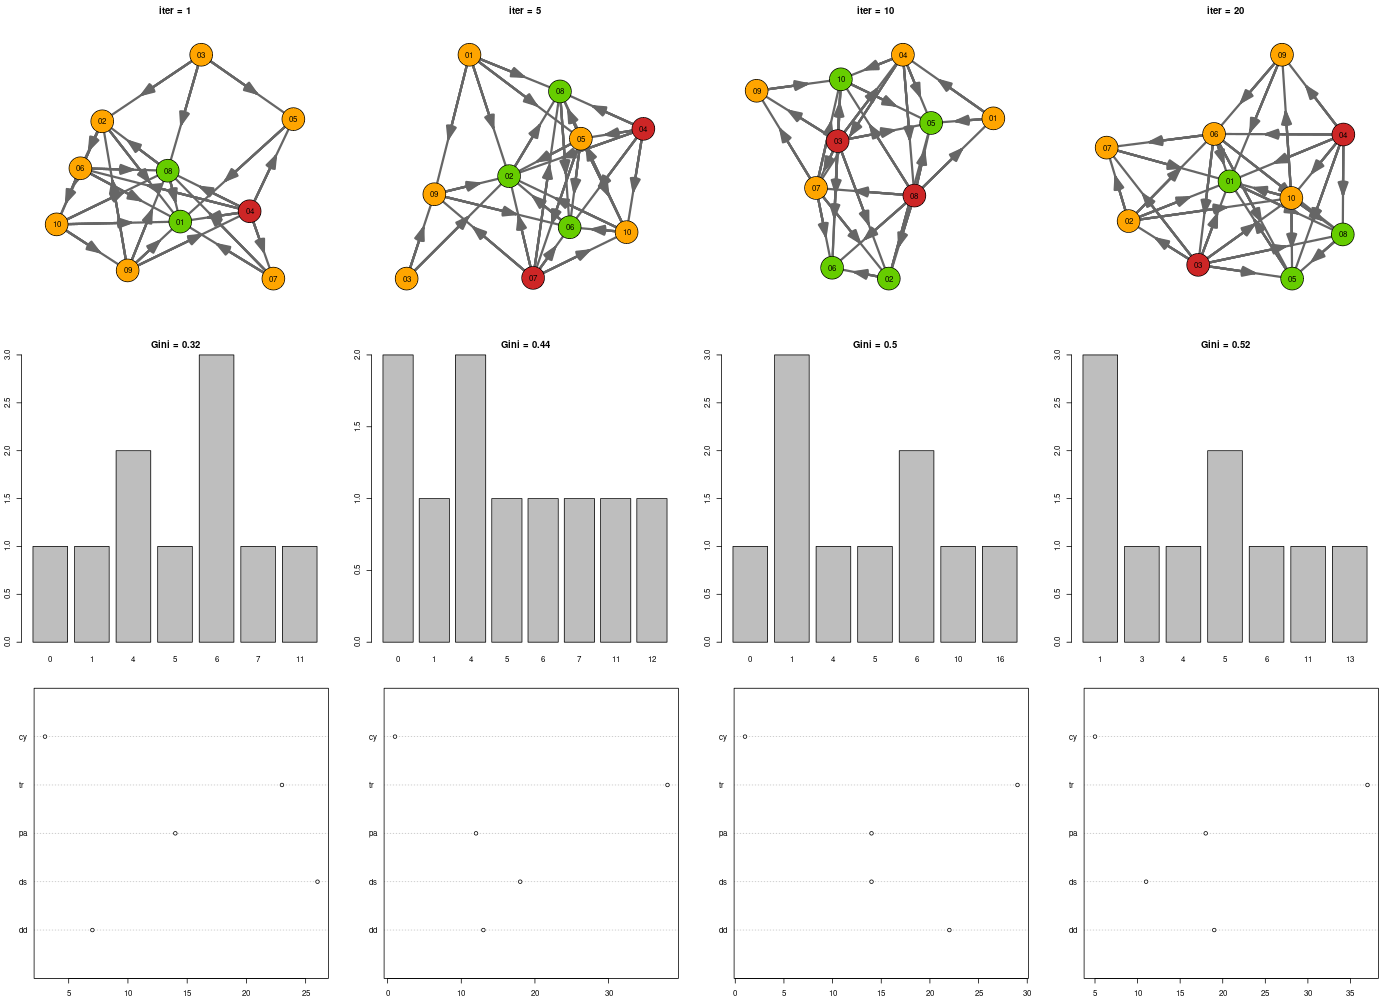 iter = 1
iter = 5
iter = 10
iter = 20
03
02
05
06
08
04
10
01
09
07
01
08
04
05
02
09
06
10
03
07
04
10
09
05
01
03
07
08
06
02
09
04
06
07
01
10
02
08
03
05
Gini = 0.32
Gini = 0.44
Gini = 0.5
Gini = 0.52
0.0 0.5 1.0 1.5 2.0 2.5 3.0
0 1 4 5 6 7 11
0.0 0.5 1.0 1.5 2.0
0 1 4 5 6 7 11 12
0.0 0.5 1.0 1.5 2.0 2.5 3.0
0 1 4 5 6 10 16
0.0 0.5 1.0 1.5 2.0 2.5 3.0
1 3 4 5 6 11 13
cy
tr
pa
ds
dd
5 10 15 20 25
cy
tr
pa
ds
dd
0 10 20 30
cy
tr
pa
ds
dd
0 5 10 15 20 25 30
cy
tr
pa
ds
dd
5 10 15 20 25 30 35